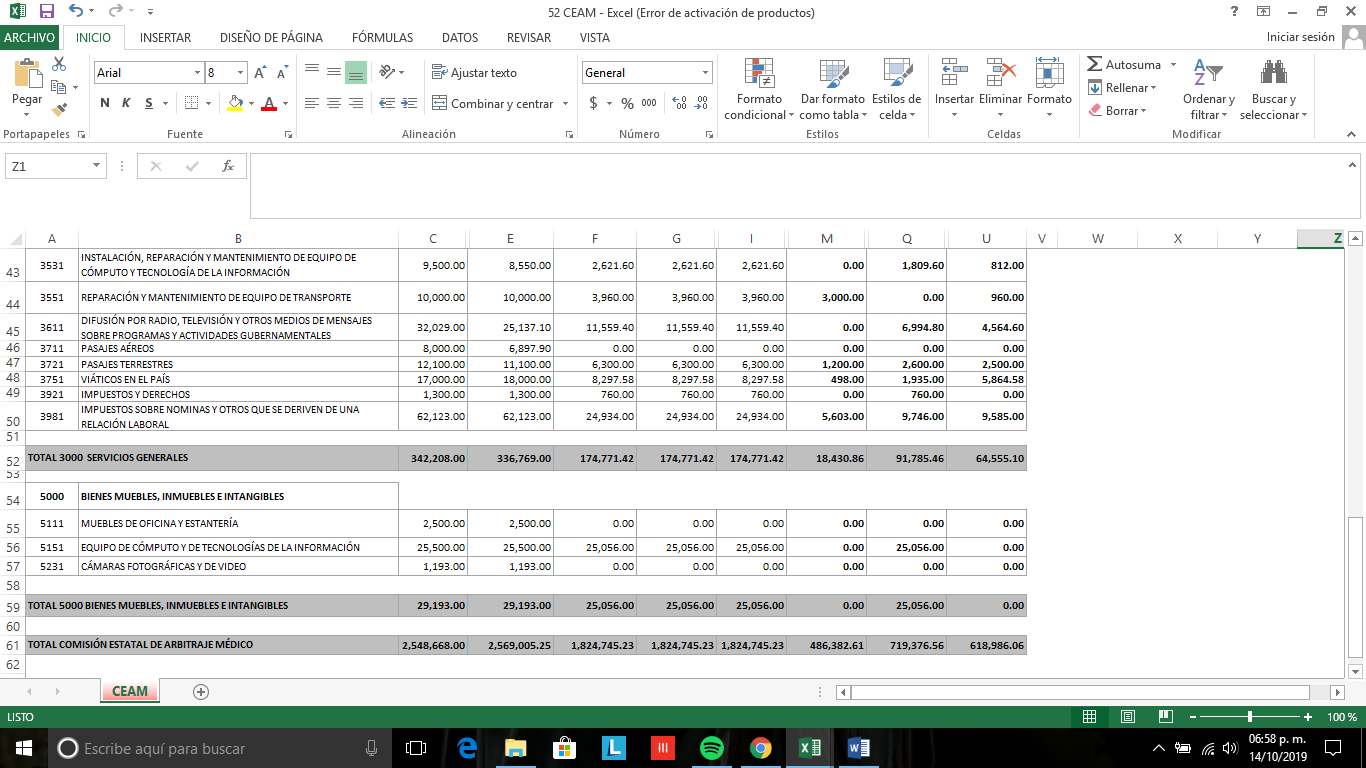 52 CEAM - Excel (Error de activación de productos)
ARCHIVO INICIO INSERTAR DISEÑO DE PÁGINA FÓRMULAS DATOS REVISAR VISTA Iniciar sesión
Pegar
Portapapeles
Arial 8
N K S
Fuente
Ajustar texto
Combinar y centrar
Alineación
General
$ % 000
Número
Formato condicional
Dar formato como tabla
Estilos de celda
Estilos
Insertar Eliminar Formato
Celdas
Autosuma
Rellenar
Borrar
Ordenar y filtrar
Buscar y seleccionar
Modificar
Z1 fx
A B C E F G I M Q U V W X Y Z
43 3531 INSTALACIÓN, REPARACIÓN Y MANTENIMIENTO DE EQUIPO DE
CÓMPUTO Y TECNOLOGÍA DE LA INFORMACIÓN 9,500.00 8,550.00 2,621.60 2,621.60 2,621.60 0.00 1,809.60 812.00
44 3551 REPARACIÓN Y MANTENIMIENTO DE EQUIPO DE TRANSPORTE 10,000.00 10,000.00 3,960.00 3,960.00 3,960.00 3,000.00 0.00 960.00
45 3611 DIFUSIÓN POR RADIO, TELEVISIÓN Y OTROS MEDIOS DE MENSAJES
SOBRE PROGRAMAS Y ACTIVIDADES GUBERNAMENTALES 32,029.00 25,137.10 11,559.40 11,559.40 11,559.40 0.00 6,994.80 4,564.60
46 3711 PASAJES AÉREOS 8,000.00 6,897.90 0.00 0.00 0.00 0.00 0.00 0.00
47 3721 PASAJES TERRESTRES 12,100.00 11,100.00 6,300.00 6,300.00 6,300.00 1,200.00 2,600.00 2,500.00
48 3751 VIÁTICOS EN EL PAÍS 17,000.00 18,000.00 8,297.58 8,297.58 8,297.58 498.00 1,935.00 5,864.58
49 3921 IMPUESTOS Y DERECHOS 1,300.00 1,300.00 760.00 760.00 760.00 0.00 760.00 0.00
50 3981 IMPUESTOS SOBRE NOMINAS Y OTROS QUE SE DERIVEN DE UNA
RELACIÓN LABORAL 62,123.00 62,123.00 24,934.00 24,934.00 24,934.00 5,603.00 9,746.00 9,585.00
51
52 TOTAL 3000 SERVICIOS GENERALES 342,208.00 336,769.00 174,771.42 174,771.42 174,771.42 18,430.86 91,785.46 64,555.10
53
54 5000 BIENES MUEBLES, INMUEBLES E INTANGIBLES
55 5111 MUEBLES DE OFICINA Y ESTANTERÍA 2,500.00 2,500.00 0.00 0.00 0.00 0.00 0.00 0.00
56 5151 EQUIPO DE CÓMPUTO Y DE TECNOLOGÍAS DE LA INFORMACIÓN 25,500.00 25,500.00 25,056.00 25,056.00 25,056.00 0.00 25,056.00 0.00
57 5231 CÁMARAS FOTOGRÁFICAS Y DE VIDEO 1,193.00 1,193.00 0.00 0.00 0.00 0.00 0.00 0.00
58
59 TOTAL 5000 BIENES MUEBLES, INMUEBLES E INTANGIBLES 29,193.00 29,193.00 25,056.00 25,056.00 25,056.00 0.00 25,056.00 0.00
60
61 TOTAL COMISIÓN ESTATAL DE ARBITRAJE MÉDICO 2,548,668.00 2,569,005.25 1,824,745.23 1,824,745.23 1,824,745.23 486,382.61 719,376.56 618,986.06
62
CEAM
LISTO 100 %
Escribe aquí para buscar
06:58 p. m.
14/10/2019